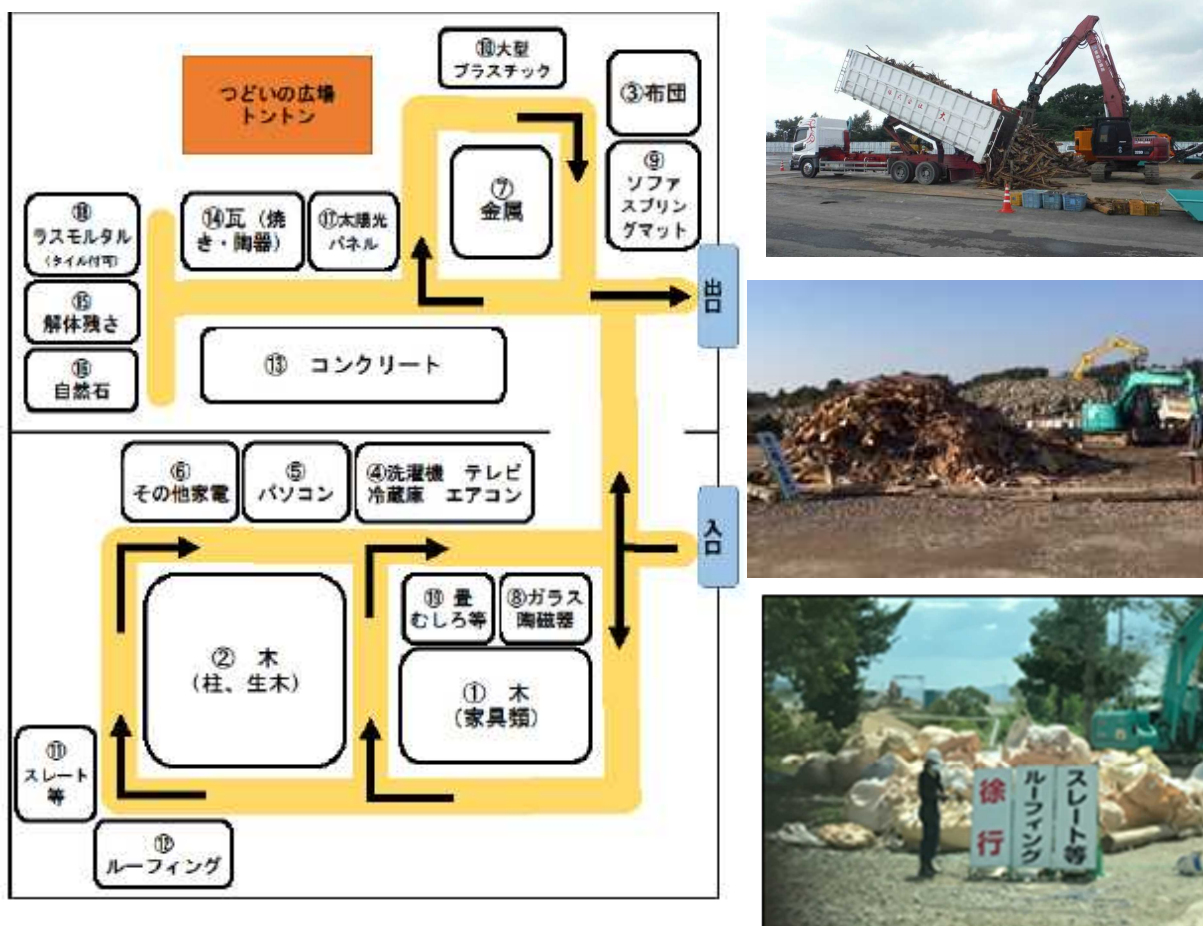 ⑩大型
プラスチック
つどいの広場
トントン
③布団
⑨
ソファ
スプリン
グマット
⑦
金属
⑱
ラスモルタル
(タイル付可)
⑭瓦（焼
き・陶器）
⑰太陽光
パネル
出口
⑮
解体残さ
⑯
自然石
⑬ コンクリート
⑥
その他家電
⑤
パソコン
④洗濯機 テレビ
冷蔵庫 エアコン
入口
⑲ 畳
むしろ等
⑧ガラス
陶磁器
② 木
(柱、生木)
① 木
(家具類)
⑪
スレート
等
⑫
ルーフィング
スレート等
ルーフィング
徐行